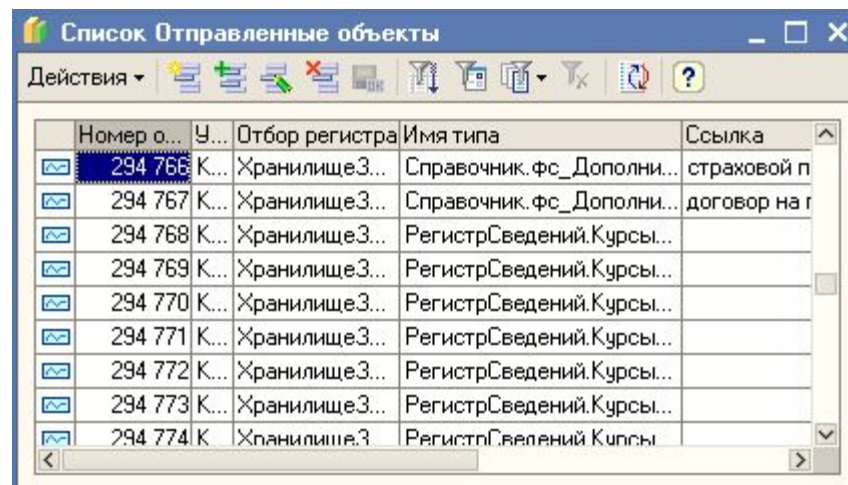 Список Отправленные объекты
Действия
Номер о... У... Отбор регистра Имя типа Ссылка
294 766 К... ХранилищеЗ... Справочник.фс_Дополни... страховой п
294 767 К... ХранилищеЗ... Справочник.фс_Дополни... договор на г
294 768 К... ХранилищеЗ... РегистрСведений.Курсы...
294 769 К... ХранилищеЗ... РегистрСведений.Курсы...
294 770 К... ХранилищеЗ... РегистрСведений.Курсы...
294 771 К... ХранилищеЗ... РегистрСведений.Курсы...
294 772 К... ХранилищеЗ... РегистрСведений.Курсы...
294 773 К... ХранилищеЗ... РегистрСведений.Курсы...
294 774 К ХранилищеЗ РегистрСведений.Курсы